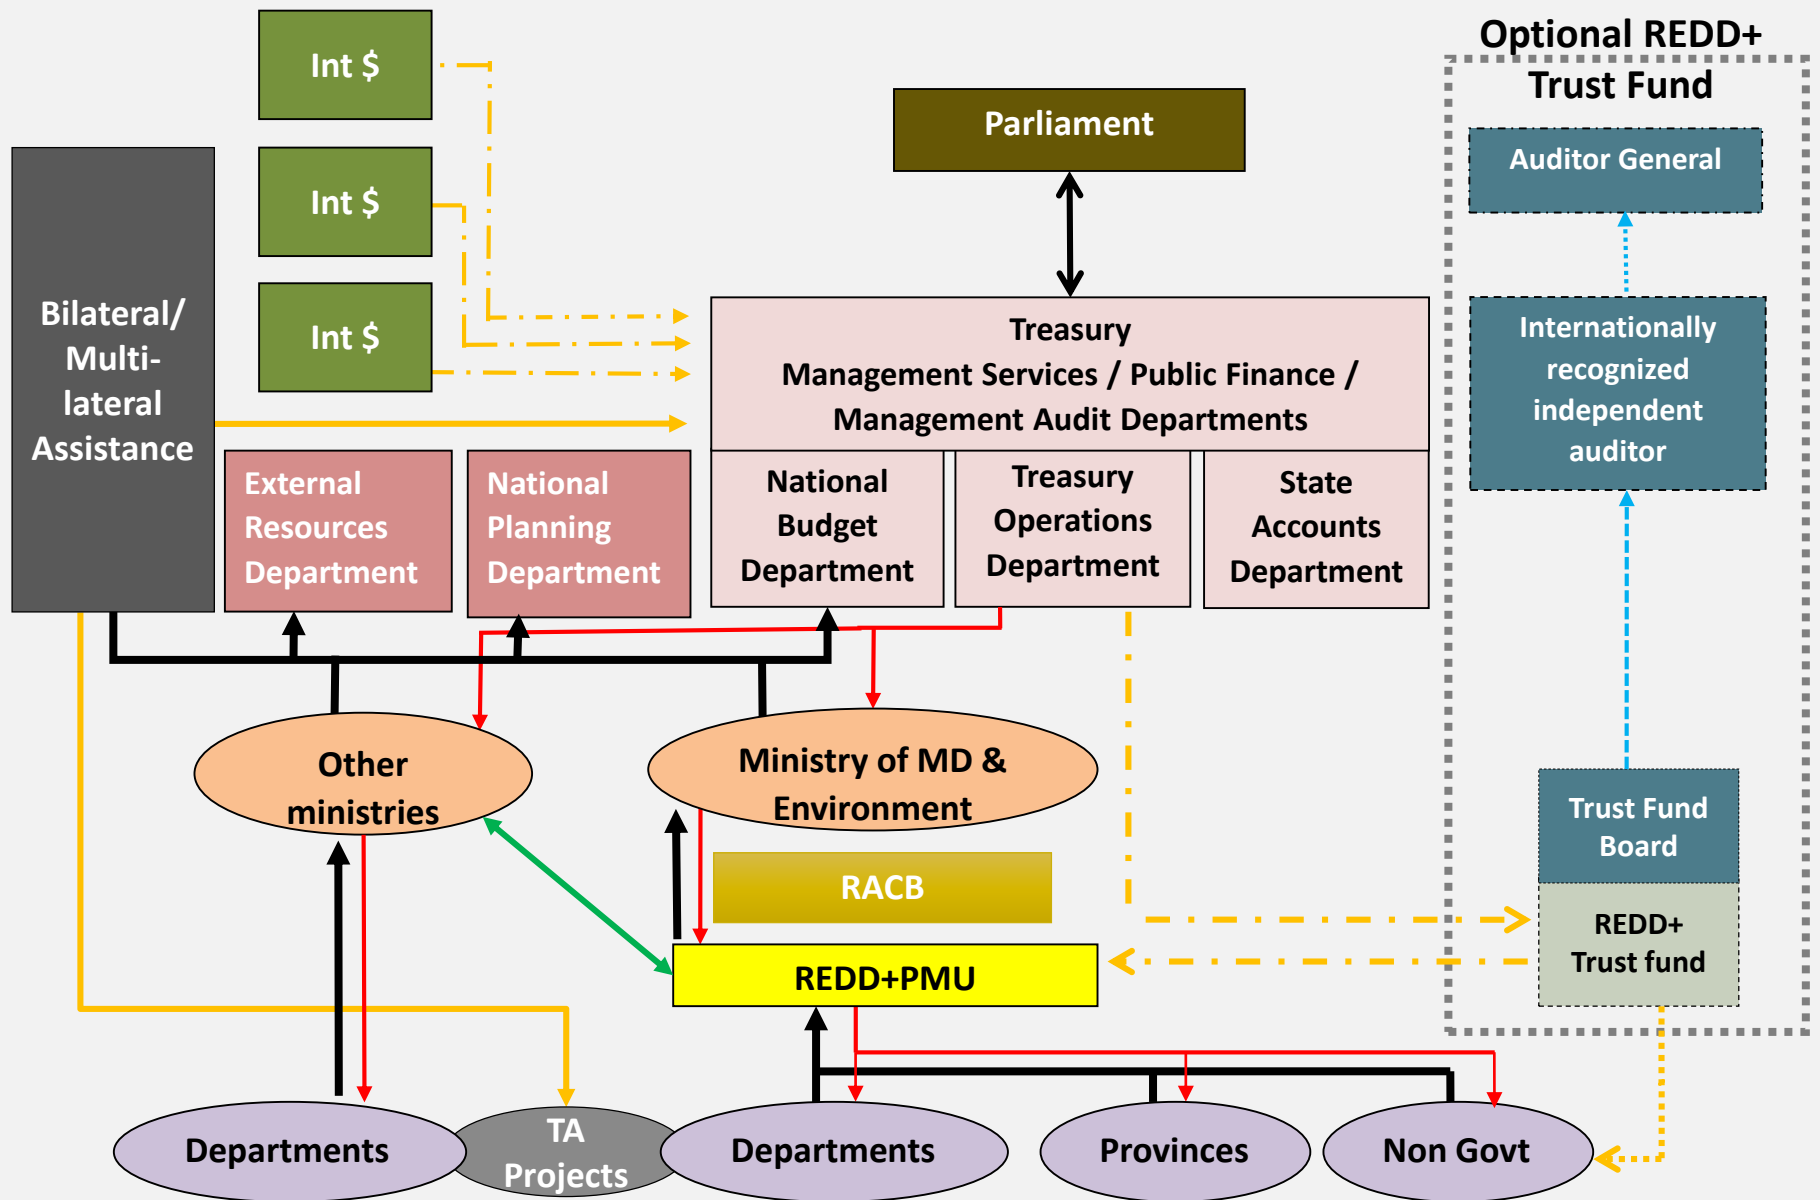 Int $
Int $
Int $
Bilateral/
Multi-
lateral
Assistance
Parliament
Optional REDD+
Trust Fund
Auditor General
Internationally
recognized
independent
auditor
Treasury
Management Services / Public Finance /
Management Audit Departments
External
Resources
Department
National
Planning
Department
National
Budget
Department
Treasury
Operations
Department
State
Accounts
Department
Other
ministries
Ministry of MD &
Environment
RACB
REDD+PMU
Trust Fund
Board
REDD+
Trust fund
Departments
TA
Projects
Departments
Provinces
Non Govt